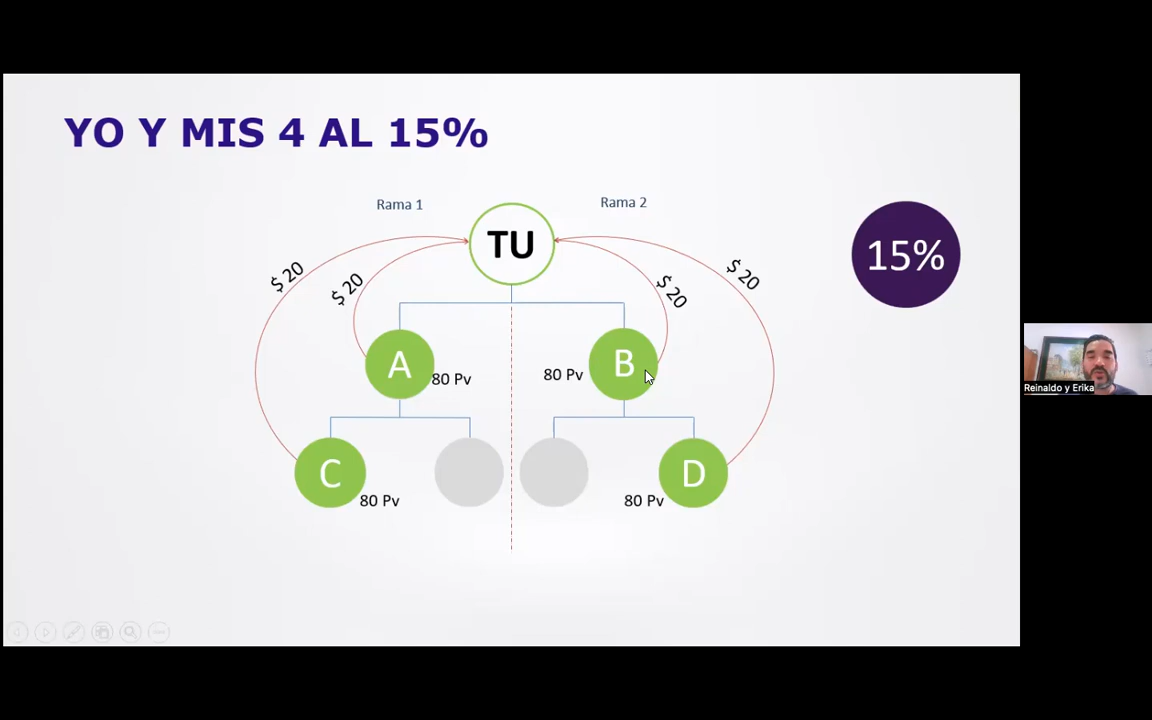 YO Y MIS 4 AL 15%
Rama 1
Rama 2
TU
15%
$ 20
$ 20
$ 20
$ 20
A
80 Pv
80 Pv
B
C
80 Pv
80 Pv
D
Reinaldo y Erika